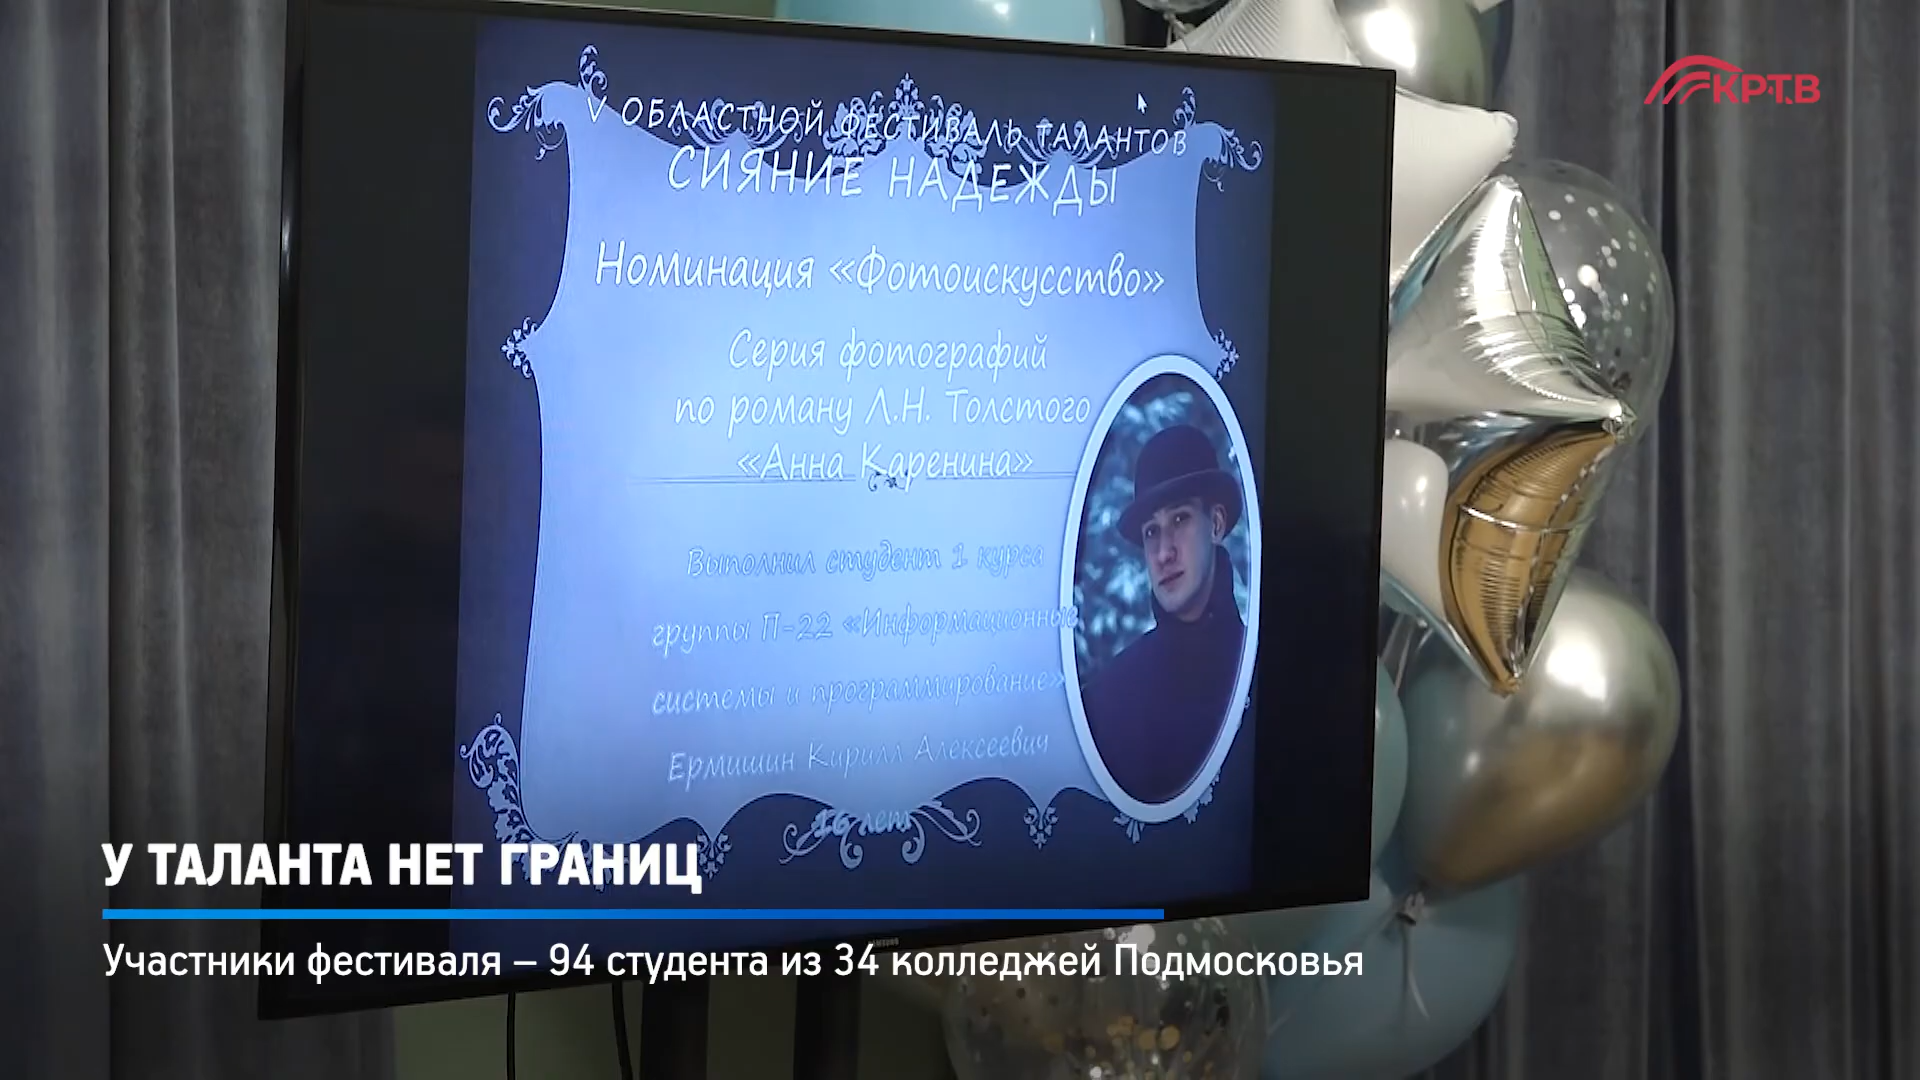 КРТВ
V ОБЛАСТНОЙ ФЕСТИВАЛЬ ТАЛАНТОВ
СИЯНИЕ НАДЕЖДЫ
Номинация «Фотоискусство»
Серия фотографий
по роману Л.Н. Толстого
«Анна Каренина»
Выполнил студент 1 курса
группы П-22 «Информационные
системы и программирование»
Ермишин Кирилл Алексеевич
16 лет
У ТАЛАНТА НЕТ ГРАНИЦ
SAMSUNG
Участники фестиваля – 94 студента из 34 колледжей Подмосковья